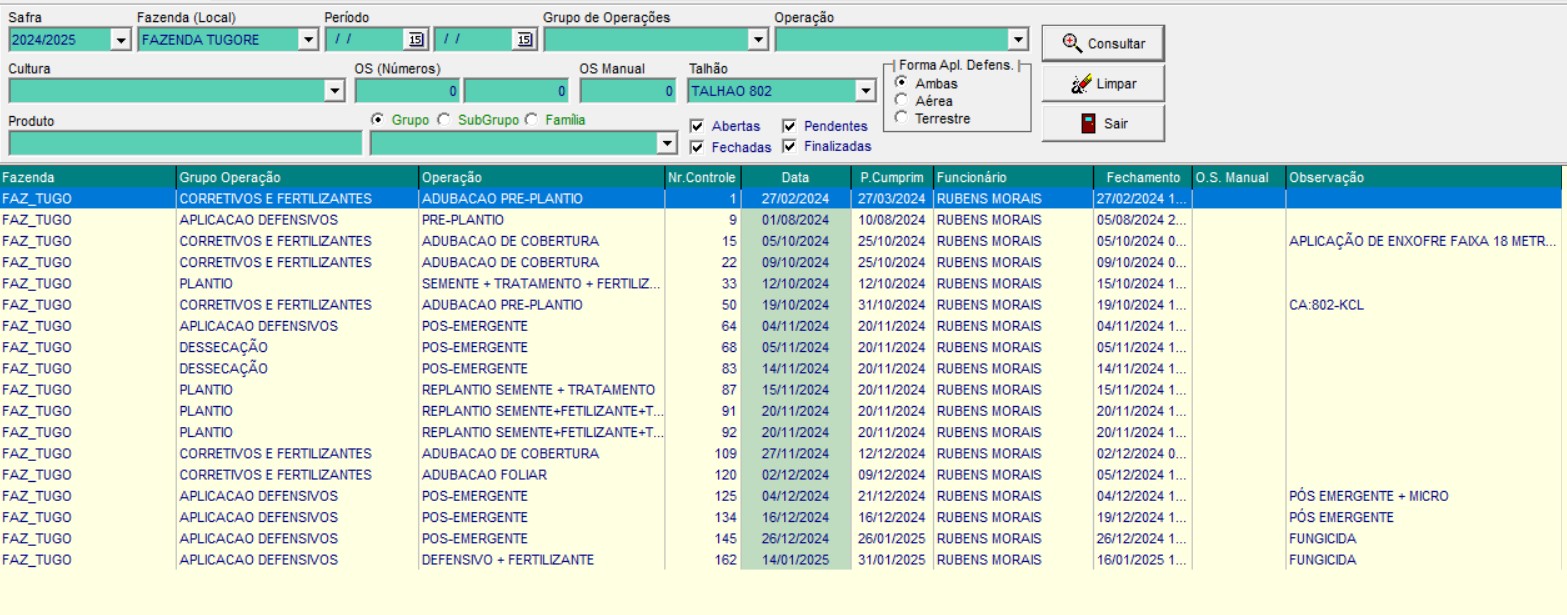 Safra Fazenda (Local) Período Grupo de Operações Operação
2024/2025 FAZENDA TUGORE / / 15 / / 15 Consultar
Cultura OS (Números) OS Manual Talhão Forma Apl. Defens.
0 0 0 TALHAO 802 Ambas Limpar
Aérea
Produto Grupo SubGrupo Família Abertas Pendentes Terrestre Sair
Fechadas Finalizadas
Fazenda Grupo Operação Operação Nr.Controle Data P.Cumprim Funcionário Fechamento O.S. Manual Observação
FAZ_TUGO CORRETIVOS E FERTILIZANTES ADUBACAO PRE-PLANTIO 1 27/02/2024 27/03/2024 RUBENS MORAIS 27/02/2024 1...
FAZ_TUGO APLICACAO DEFENSIVOS PRE-PLANTIO 9 01/08/2024 10/08/2024 RUBENS MORAIS 05/08/2024 2...
FAZ_TUGO CORRETIVOS E FERTILIZANTES ADUBACAO DE COBERTURA 15 05/10/2024 25/10/2024 RUBENS MORAIS 05/10/2024 0... APLICAÇÃO DE ENXOFRE FAIXA 18 METR...
FAZ_TUGO CORRETIVOS E FERTILIZANTES ADUBACAO DE COBERTURA 22 09/10/2024 25/10/2024 RUBENS MORAIS 09/10/2024 0...
FAZ_TUGO PLANTIO SEMENTE + TRATAMENTO + FERTILIZ... 33 12/10/2024 12/10/2024 RUBENS MORAIS 15/10/2024 1...
FAZ_TUGO CORRETIVOS E FERTILIZANTES ADUBACAO PRE-PLANTIO 50 19/10/2024 31/10/2024 RUBENS MORAIS 19/10/2024 1... CA:802-KCL
FAZ_TUGO APLICACAO DEFENSIVOS POS-EMERGENTE 64 04/11/2024 20/11/2024 RUBENS MORAIS 04/11/2024 1...
FAZ_TUGO DESSECAÇÃO POS-EMERGENTE 68 05/11/2024 20/11/2024 RUBENS MORAIS 05/11/2024 1...
FAZ_TUGO DESSECAÇÃO POS-EMERGENTE 83 14/11/2024 20/11/2024 RUBENS MORAIS 14/11/2024 1...
FAZ_TUGO PLANTIO REPLANTIO SEMENTE + TRATAMENTO 87 15/11/2024 20/11/2024 RUBENS MORAIS 15/11/2024 1...
FAZ_TUGO PLANTIO REPLANTIO SEMENTE+FETILIZANTE+T... 91 20/11/2024 20/11/2024 RUBENS MORAIS 20/11/2024 1...
FAZ_TUGO PLANTIO REPLANTIO SEMENTE+FETILIZANTE+T... 92 20/11/2024 20/11/2024 RUBENS MORAIS 20/11/2024 1...
FAZ_TUGO CORRETIVOS E FERTILIZANTES ADUBACAO DE COBERTURA 109 27/11/2024 12/12/2024 RUBENS MORAIS 02/12/2024 0...
FAZ_TUGO CORRETIVOS E FERTILIZANTES ADUBACAO FOLIAR 120 02/12/2024 09/12/2024 RUBENS MORAIS 05/12/2024 1...
FAZ_TUGO APLICACAO DEFENSIVOS POS-EMERGENTE 125 04/12/2024 21/12/2024 RUBENS MORAIS 04/12/2024 1... PÓS EMERGENTE + MICRO
FAZ_TUGO APLICACAO DEFENSIVOS POS-EMERGENTE 134 16/12/2024 16/12/2024 RUBENS MORAIS 19/12/2024 1... PÓS EMERGENTE
FAZ_TUGO APLICACAO DEFENSIVOS POS-EMERGENTE 145 26/12/2024 26/01/2025 RUBENS MORAIS 26/12/2024 1... FUNGICIDA
FAZ_TUGO APLICACAO DEFENSIVOS DEFENSIVO + FERTILIZANTE 162 14/01/2025 31/01/2025 RUBENS MORAIS 16/01/2025 1... FUNGICIDA